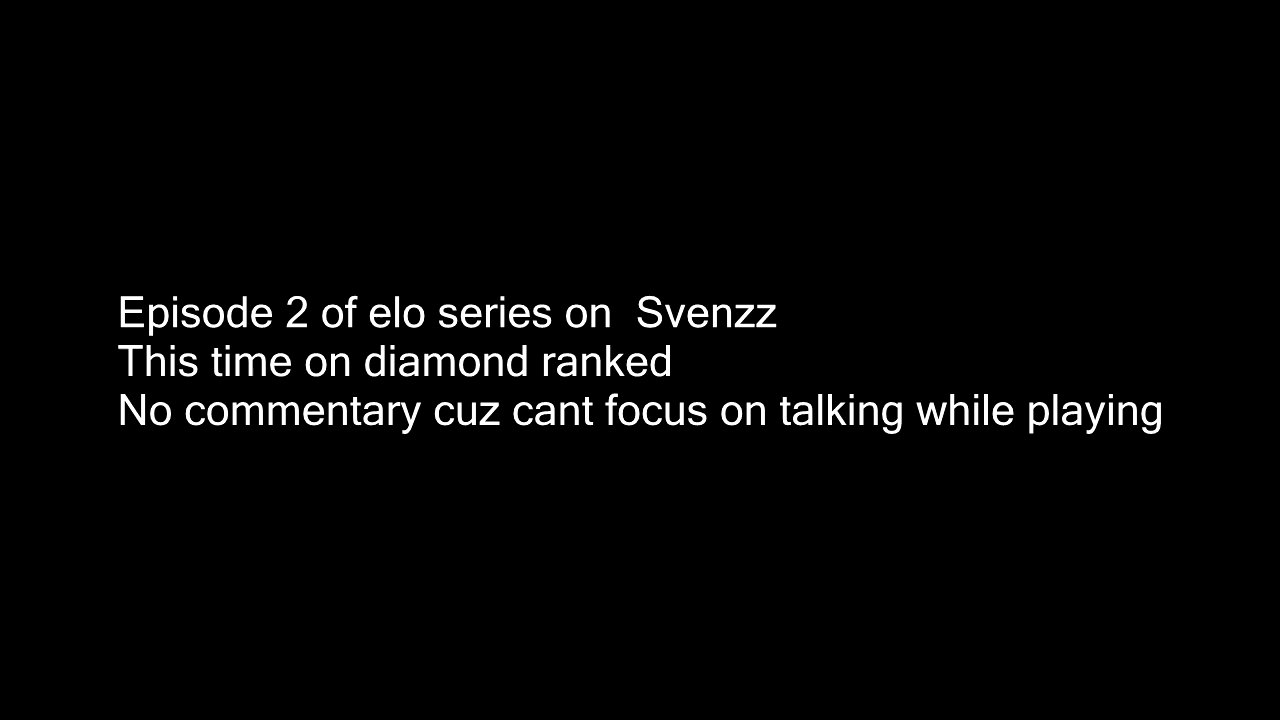 Episode 2 of elo series on  Svenzz
This time on diamond ranked
No commentary cuz cant focus on talking while playing